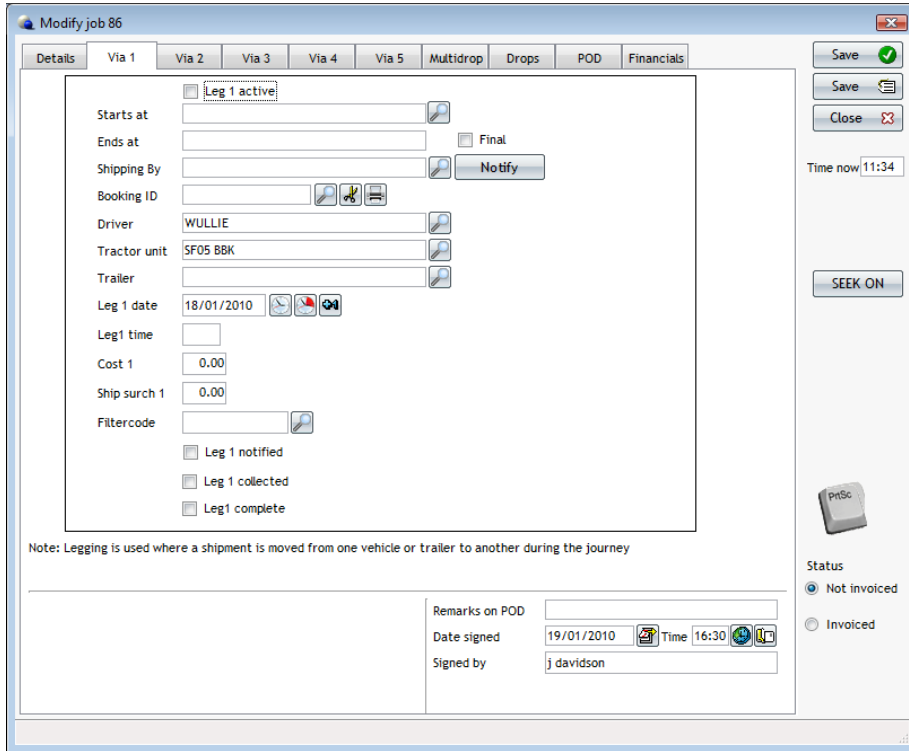 Modify job 86
Details Via 1 Via 2 Via 3 Via 4 Via 5 Multidrop Drops POD Financials
Save
Save
Close
Time now 11:34
SEEK ON
Leg 1 active
Starts at
Ends at Final
Shipping By Notify
Booking ID
Driver WULLIE
Tractor unit SF05 BBK
Trailer
Leg 1 date 18/01/2010
Leg1 time
Cost 1 0.00
Ship surch 1 0.00
Filtercode
Leg 1 notified
Leg 1 collected
Leg1 complete
PrtSc
Note: Legging is used where a shipment is moved from one vehicle or trailer to another during the journey
Status
Not invoiced
Invoiced
Remarks on POD
Date signed 19/01/2010 Time 16:30
Signed by j davidson